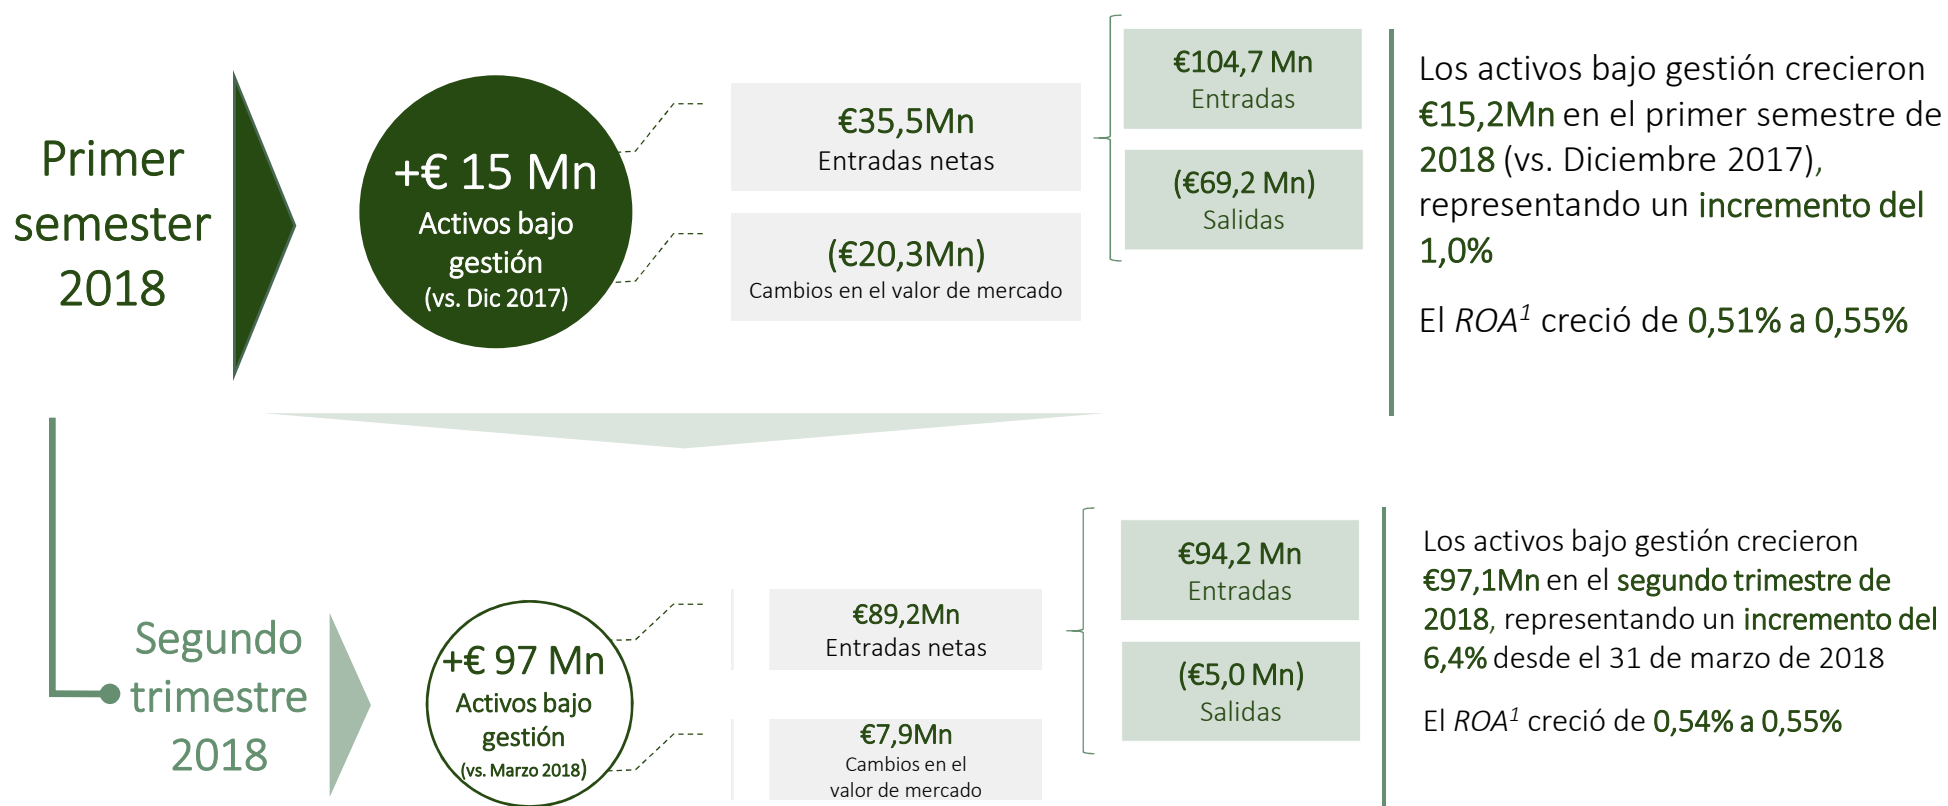 Primer
semester
2018
+€ 15 Mn
Activos bajo
gestión
(vs. Dic 2017)
€35,5Mn
Entradas netas
(€20,3Mn)
Cambios en el valor de mercado
€104,7 Mn
Entradas
(€69,2 Mn)
Salidas
Los activos bajo gestión crecieron
€15,2Mn en el primer semestre de
2018 (vs. Diciembre 2017),
representando un incremento del
1,0%
El ROA¹ creció de 0,51% a 0,55%
Segundo
trimestre
2018
+€ 97 Mn
Activos bajo
gestión
(vs. Marzo 2018)
€89,2Mn
Entradas netas
€7,9Mn
Cambios en el
valor de mercado
€94,2 Mn
Entradas
(€5,0 Mn)
Salidas
Los activos bajo gestión crecieron
€97,1Mn en el segundo trimestre de
2018, representando un incremento del
6,4% desde el 31 de marzo de 2018
El ROA¹ creció de 0,54% a 0,55%